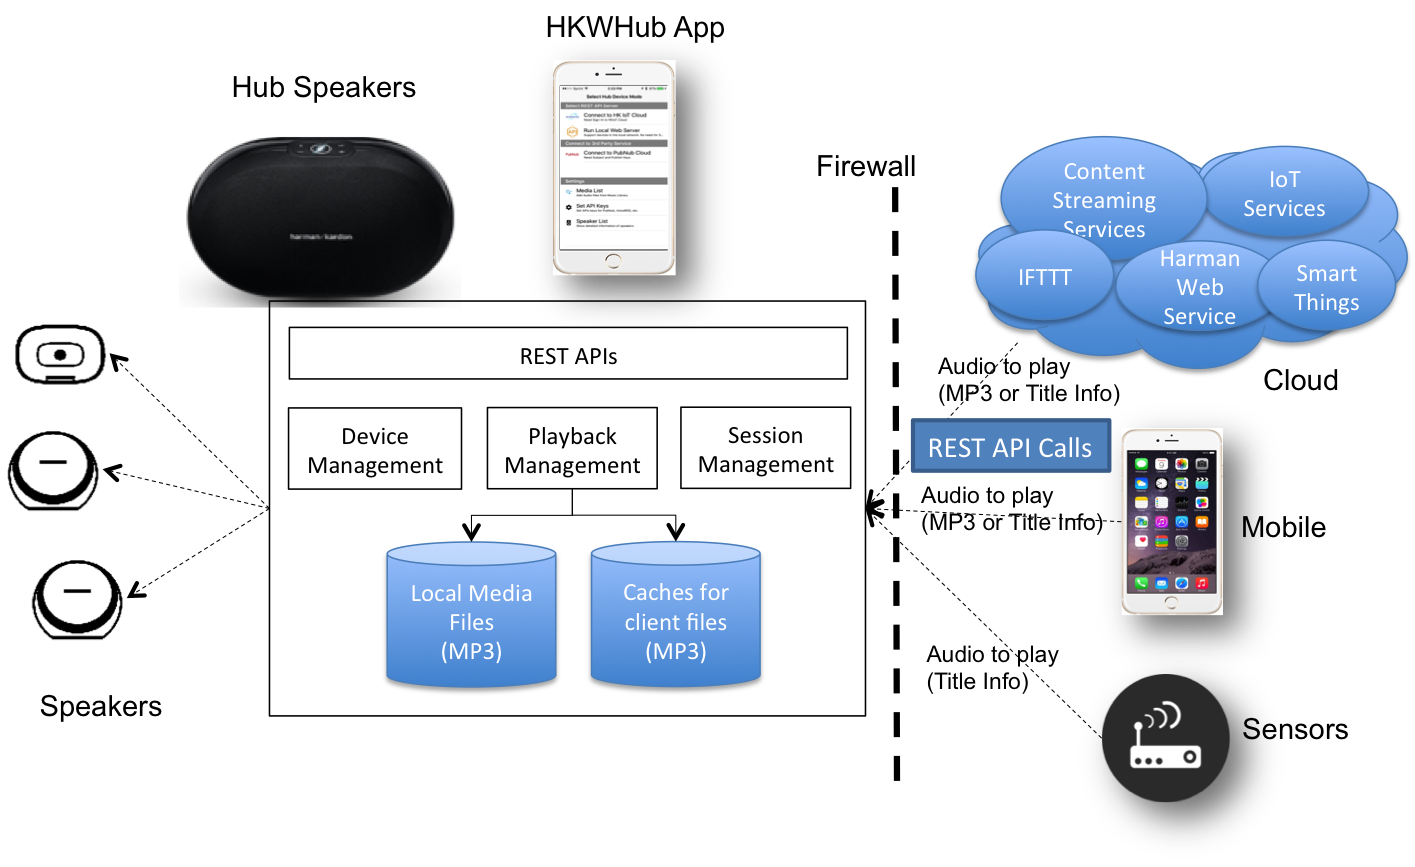 HKWHub App
Hub Speakers
harman/kardon
Select Hub Device Mode
Select REST API Server
Connect to HK IoT Cloud
Run Local Web Server
Connect to 3rd Party Service
Connect to PubNub Cloud
Settings
Media List
Set API Keys
Speaker List
Firewall
Content
Streaming
Services
IoT
Services
IFTTT
Harman
Web
Service
Smart
Things
Cloud
REST APIs
Device
Management
Playback
Management
Session
Management
Local Media
Files
(MP3)
Caches for
client files
(MP3)
Speakers
Audio to play
(MP3 or Title Info)
REST API Calls
Audio to play
(MP3 or Title Info)
Mobile
Audio to play
(Title Info)
Sensors